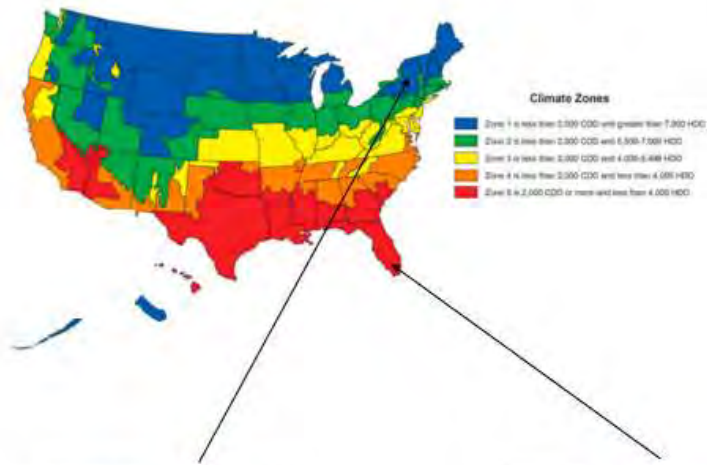 Climate Zones
Zone 1 is less than 2,000 CDD and greater than 7,000 HDD
Zone 2 is less than 2,000 CDD and 5,500-7,000 HDD
Zone 3 is less than 2,000 CDD and 4,000-5,499 HDD
Zone 4 is less than 2,000 CDD and less than 4,000 HDD
Zone 5 is 2,000 CDD or more and less than 4,000 HDD